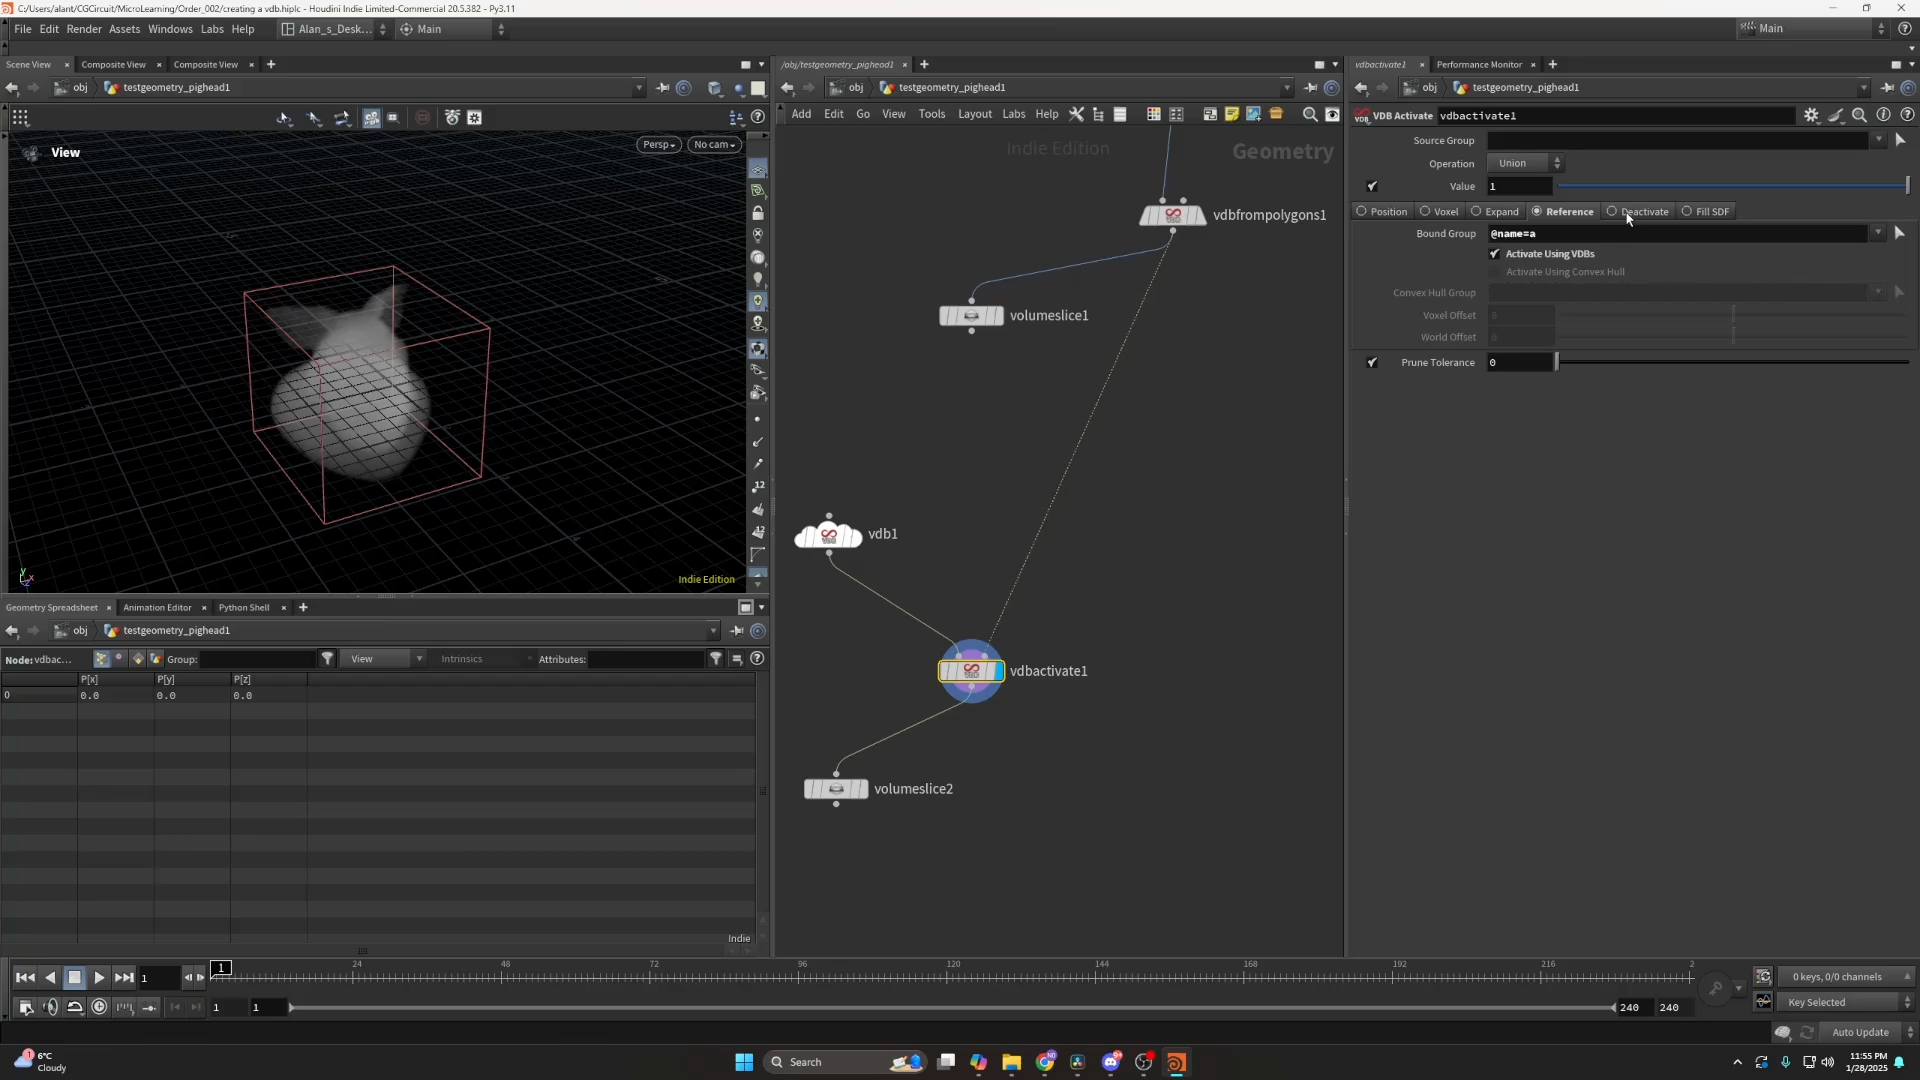 C:/Users/alant/CGCircuit/MicroLearning/Order_002/creating a vdb.hiplc - Houdini Indie Limited-Commercial 20.5.382 - Py3.11
File Edit Render Assets Windows Labs Help Alan_s_Desk... Main Main
Scene View Composite View Composite View
obj testgeometry_pighead1
View
Persp No cam
Indie Edition
/obj/testgeometry_pighead1
obj testgeometry_pighead1
Add Edit Go View Tools Layout Labs Help
Indie Edition Geometry
vdbfrompolygons1
volumeslice1
vdb1
vdbactivate1
volumeslice2
vdbactivate1 Performance Monitor
obj testgeometry_pighead1
VDB Activate vdbactivate1
Source Group
Operation Union
Value 1
Position Voxel Expand Reference Deactivate Fill SDF
Bound Group @name=a
Activate Using VDBs
Activate Using Convex Hull
Convex Hull Group
Voxel Offset 0
World Offset 0
Prune Tolerance 0
Geometry Spreadsheet Animation Editor Python Shell
obj testgeometry_pighead1
Node: vdbac... Group: View Intrinsics Attributes:
P[x] P[y] P[z]
0 0.0 0.0 0.0
Indie
1 1 24 48 72 96 120 144 168 192 216 2
0 keys, 0/0 channels
1 1 240 240 Key Selected
Auto Update
6°C
Cloudy
Search
11:55 PM
1/28/2025